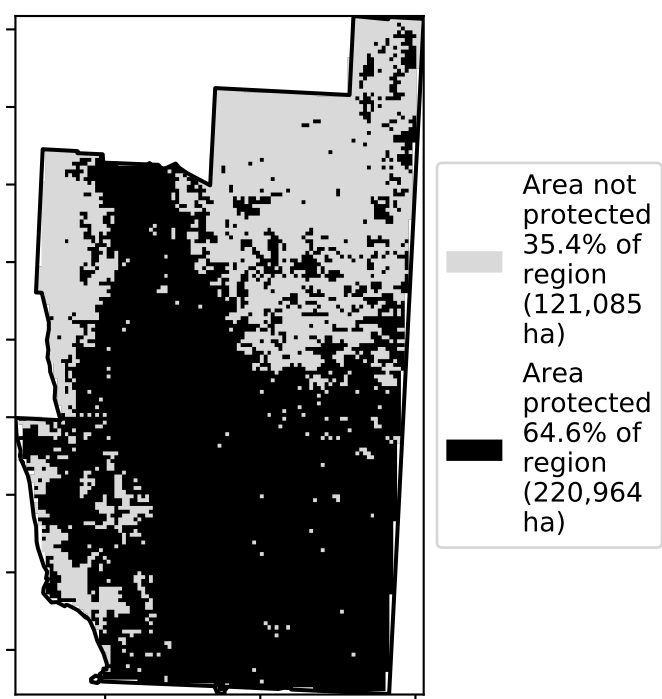 Area not
protected
35.4% of
region
(121,085
ha)
Area
protected
64.6% of
region
(220,964
ha)